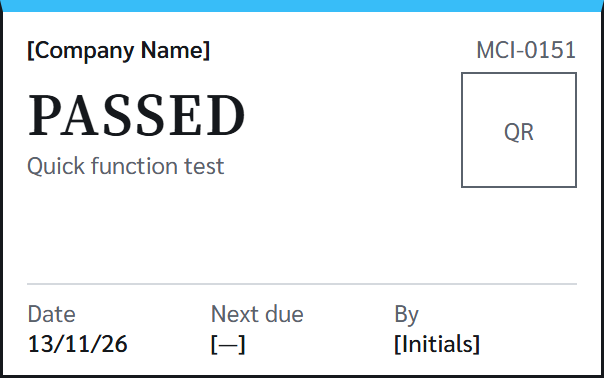 [Company Name]
MCI-0151
PASSED
QR
Quick function test
Date
Next due
By
13/11/26
[—]
[Initials]